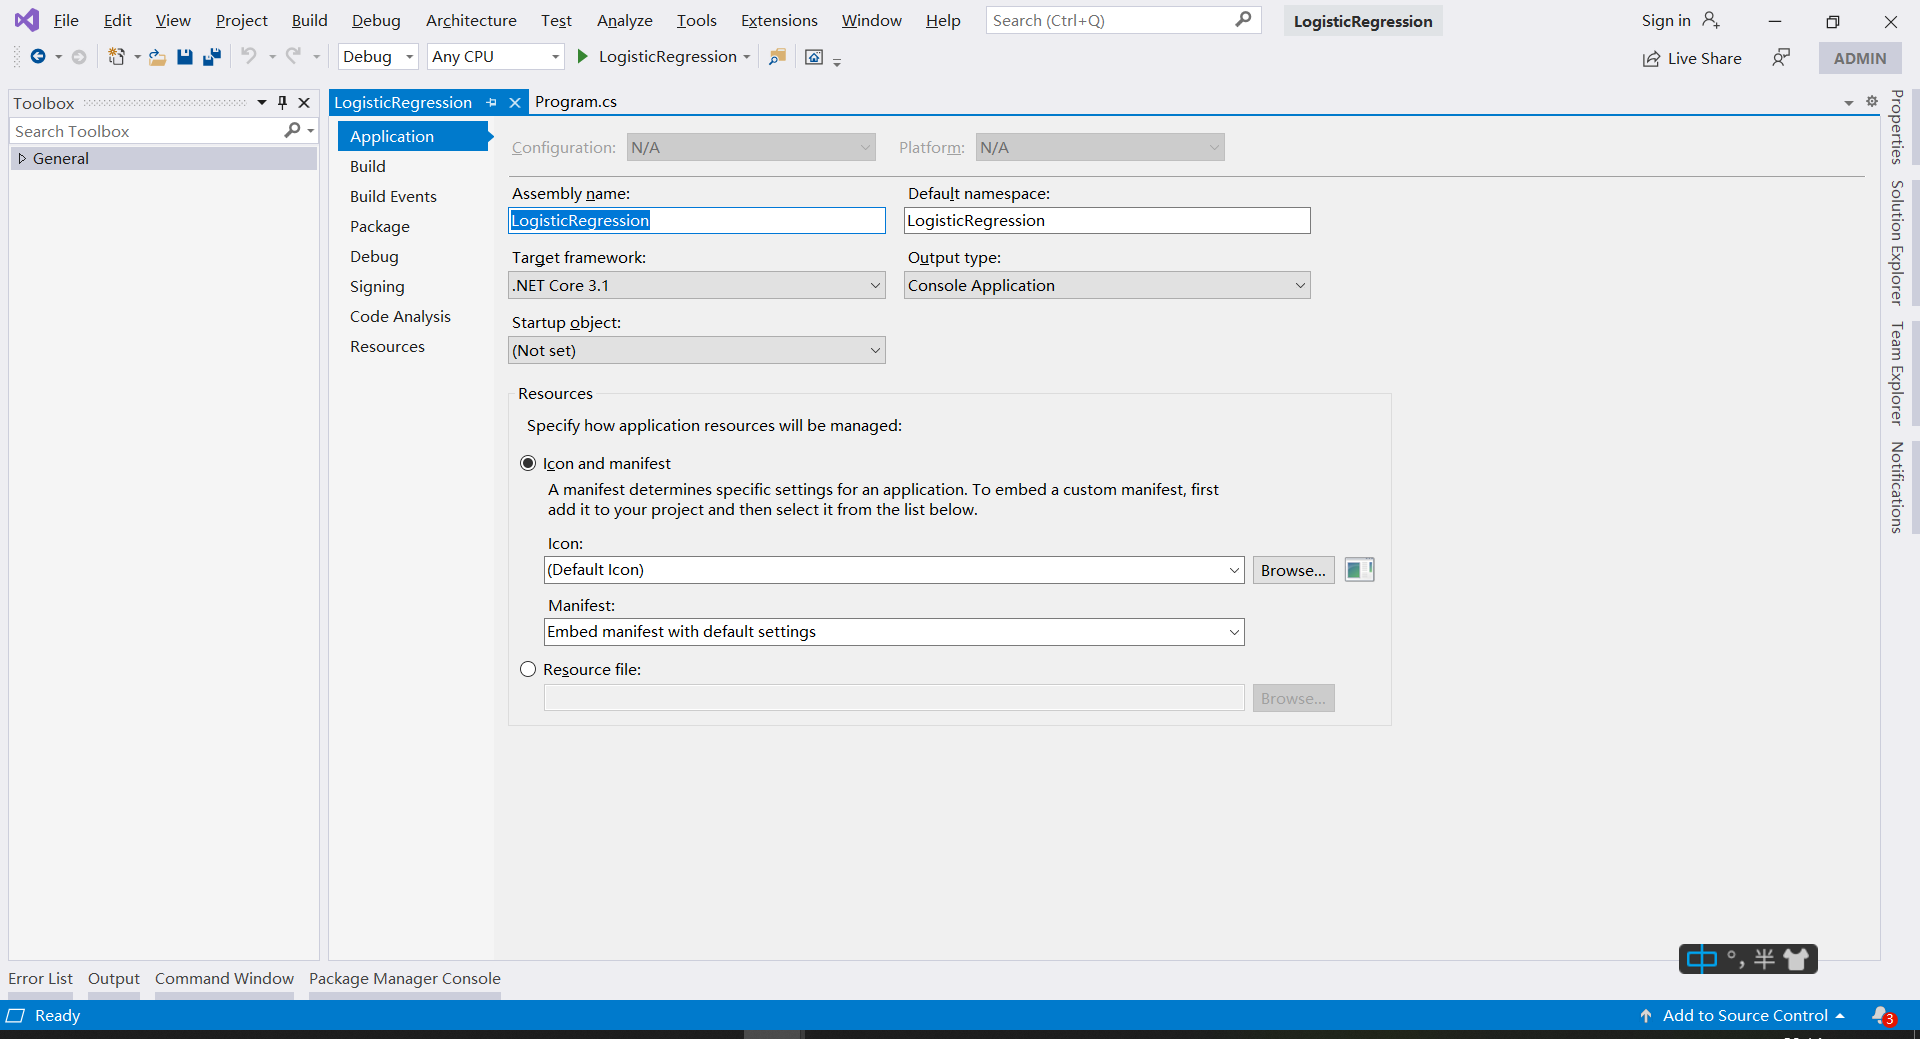 File Edit View Project Build Debug Architecture Test Analyze Tools Extensions Window Help Search (Ctrl+Q) LogisticRegression Sign in
Debug Any CPU LogisticRegression Live Share ADMIN
Toolbox
Search Toolbox
General
LogisticRegression Program.cs
Application
Build
Build Events
Package
Debug
Signing
Code Analysis
Resources
Configuration: N/A Platform: N/A
Assembly name: Default namespace:
LogisticRegression LogisticRegression
Target framework: Output type:
.NET Core 3.1 Console Application
Startup object:
(Not set)
Resources
Specify how application resources will be managed:
Icon and manifest
A manifest determines specific settings for an application. To embed a custom manifest, first
add it to your project and then select it from the list below.
Icon:
(Default Icon) Browse...
Manifest:
Embed manifest with default settings
Resource file:
Browse...
Properties
Solution Explorer
Team Explorer
Notifications
中 °, 半
Error List Output Command Window Package Manager Console
Ready Add to Source Control 3